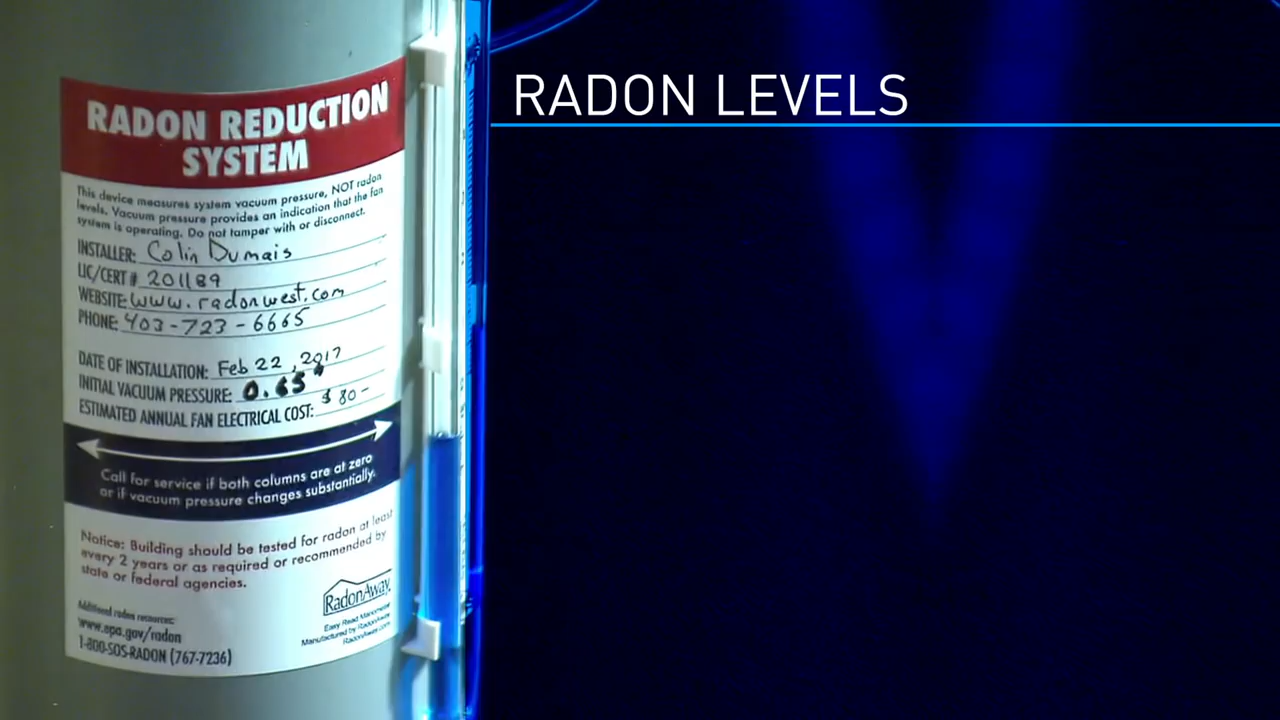 RADON REDUCTION
SYSTEM
This device measures system vacuum pressure, NOT radon
levels. Vacuum pressure provides an indication that the fan
system is operating. Do not tamper with or disconnect.
INSTALLER: Colin Dumais
LIC/CERT# 201189
WEBSITE: www.radonwest.com
PHONE: 403-723-6665
DATE OF INSTALLATION: Feb 22, 2017
INITIAL VACUUM PRESSURE: 0.65"
ESTIMATED ANNUAL FAN ELECTRICAL COST: $80-
Call for service if both columns are at zero
or if vacuum pressure changes substantially.
Notice: Building should be tested for radon at least
every 2 years or as required or recommended by
state or federal agencies.
RadonAway
Easy Read Manometer
Manufactured by RadonAway
RadonAway.com
Additional radon resources:
www.epa.gov/radon
1-800-SOS-RADON (767-7236)
RADON LEVELS